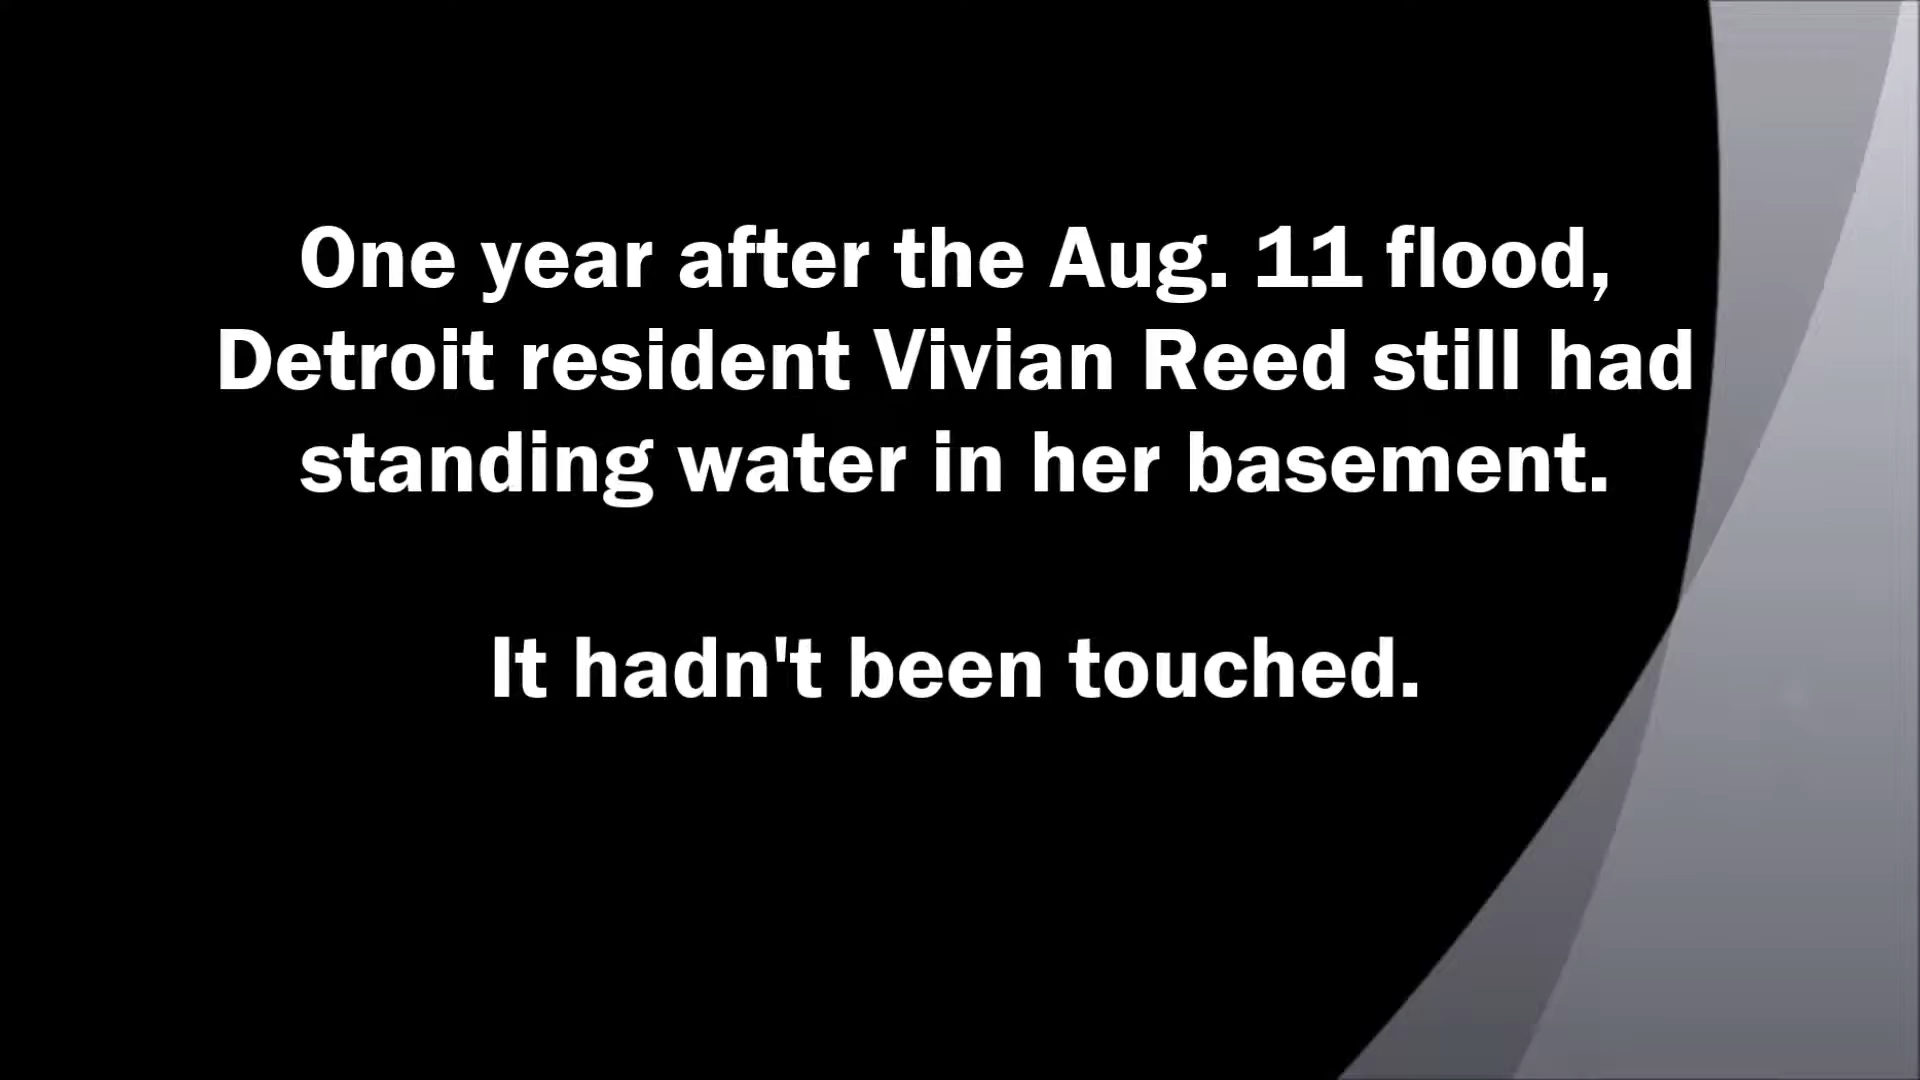 One year after the Aug. 11 flood,
Detroit resident Vivian Reed still had
standing water in her basement.
It hadn't been touched.